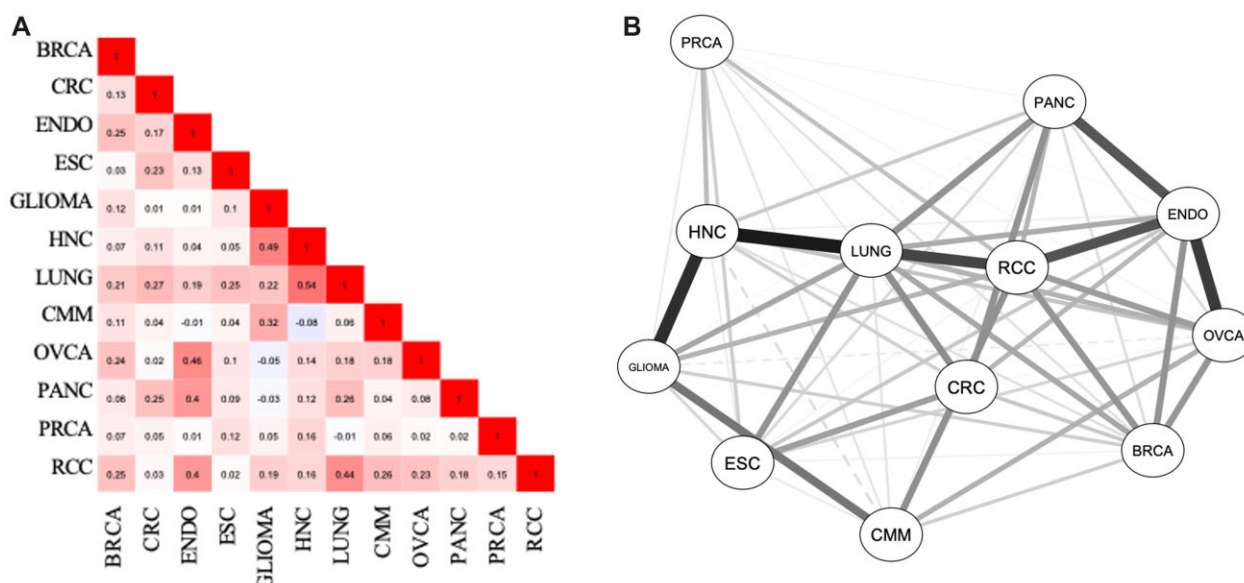 A
BRCA 1
CRC 0.13 1
ENDO 0.25 0.17 1
ESC 0.03 0.23 0.13 1
GLIOMA 0.12 0.01 0.01 0.1 1
HNC 0.07 0.11 0.04 0.05 0.49 1
LUNG 0.21 0.27 0.19 0.25 0.22 0.54 1
CMM 0.11 0.04 -0.01 0.04 0.32 -0.08 0.06 1
OVCA 0.24 0.02 0.46 0.1 -0.05 0.14 0.18 0.18 1
PANC 0.08 0.25 0.4 0.09 -0.03 0.12 0.26 0.04 0.08 1
PRCA 0.07 0.05 0.01 0.12 0.05 0.16 -0.01 0.06 0.02 0.02 1
RCC 0.25 0.03 0.4 0.02 0.19 0.16 0.44 0.26 0.23 0.18 0.15 1
BRCA CRC ENDO ESC GLIOMA HNC LUNG CMM OVCA PANC PRCA RCC
B
PRCA
PANC
ENDO
HNC
LUNG
RCC
OVCA
GLIOMA
CRC
BRCA
ESC
CMM